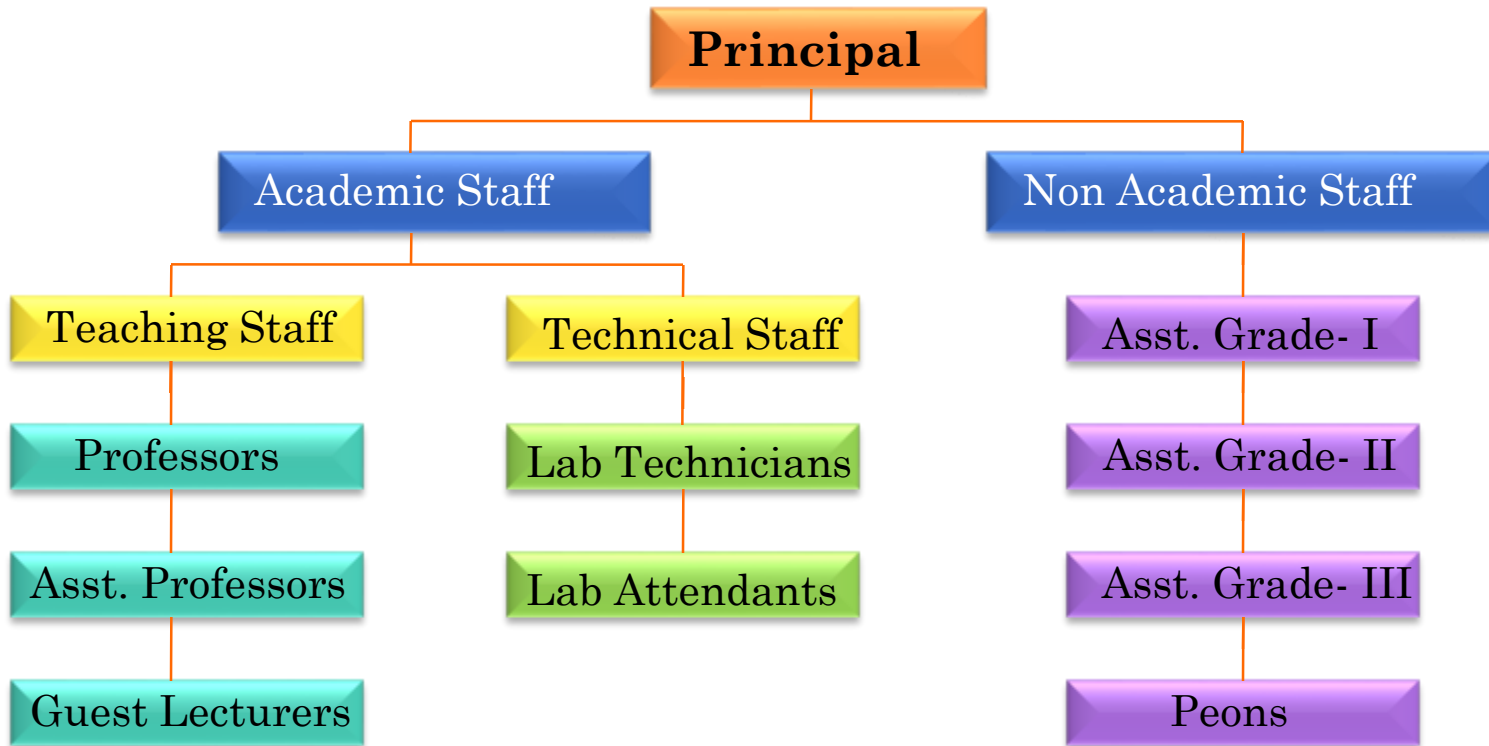 Principal
Academic Staff
Non Academic Staff
Teaching Staff
Technical Staff
Asst. Grade- I
Professors
Lab Technicians
Asst. Grade- II
Asst. Professors
Lab Attendants
Asst. Grade- III
Guest Lecturers
Peons